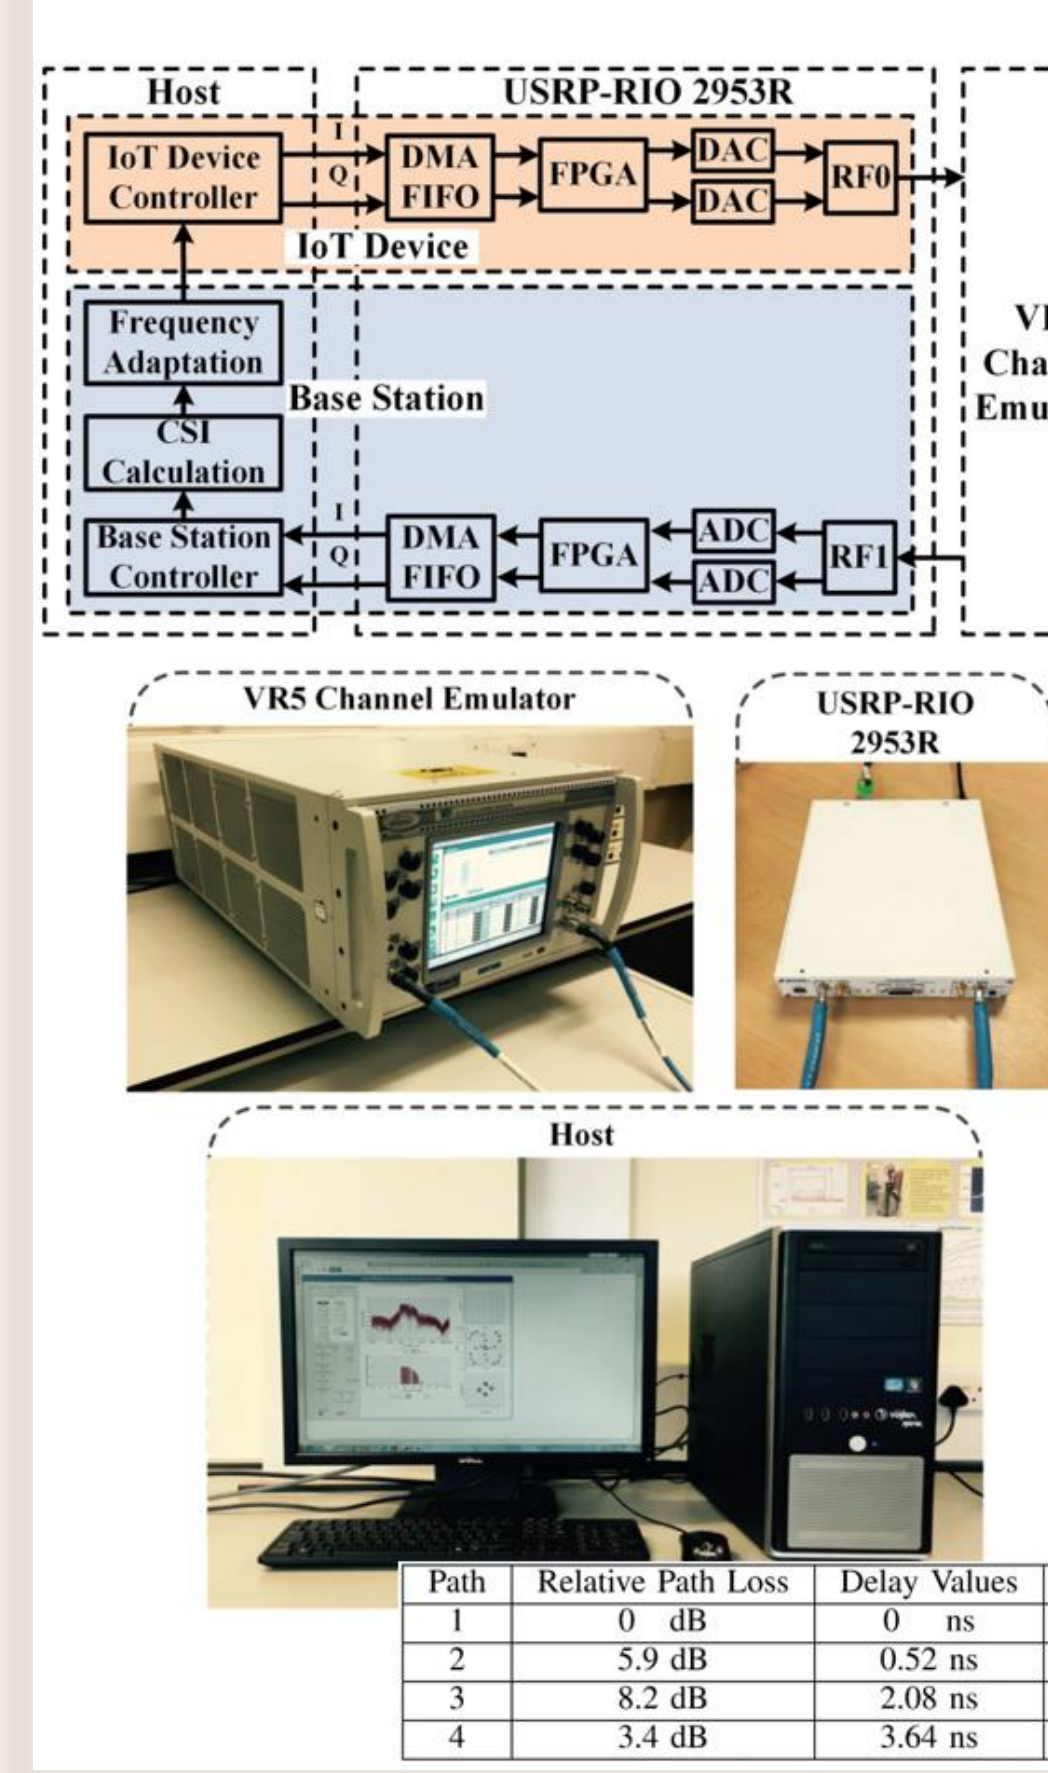 Host
USRP-RIO 2953R
IoT Device
Controller
I
Q
DMA
FIFO
FPGA
DAC
DAC
RF0
IoT Device
Frequency
Adaptation
Base Station
CSI
Calculation
Base Station
Controller
I
Q
DMA
FIFO
FPGA
ADC
ADC
RF1
VR5 Channel Emulator
USRP-RIO
2953R
Host
DELL
Path Relative Path Loss Delay Values
1 0 dB 0 ns
2 5.9 dB 0.52 ns
3 8.2 dB 2.08 ns
4 3.4 dB 3.64 ns